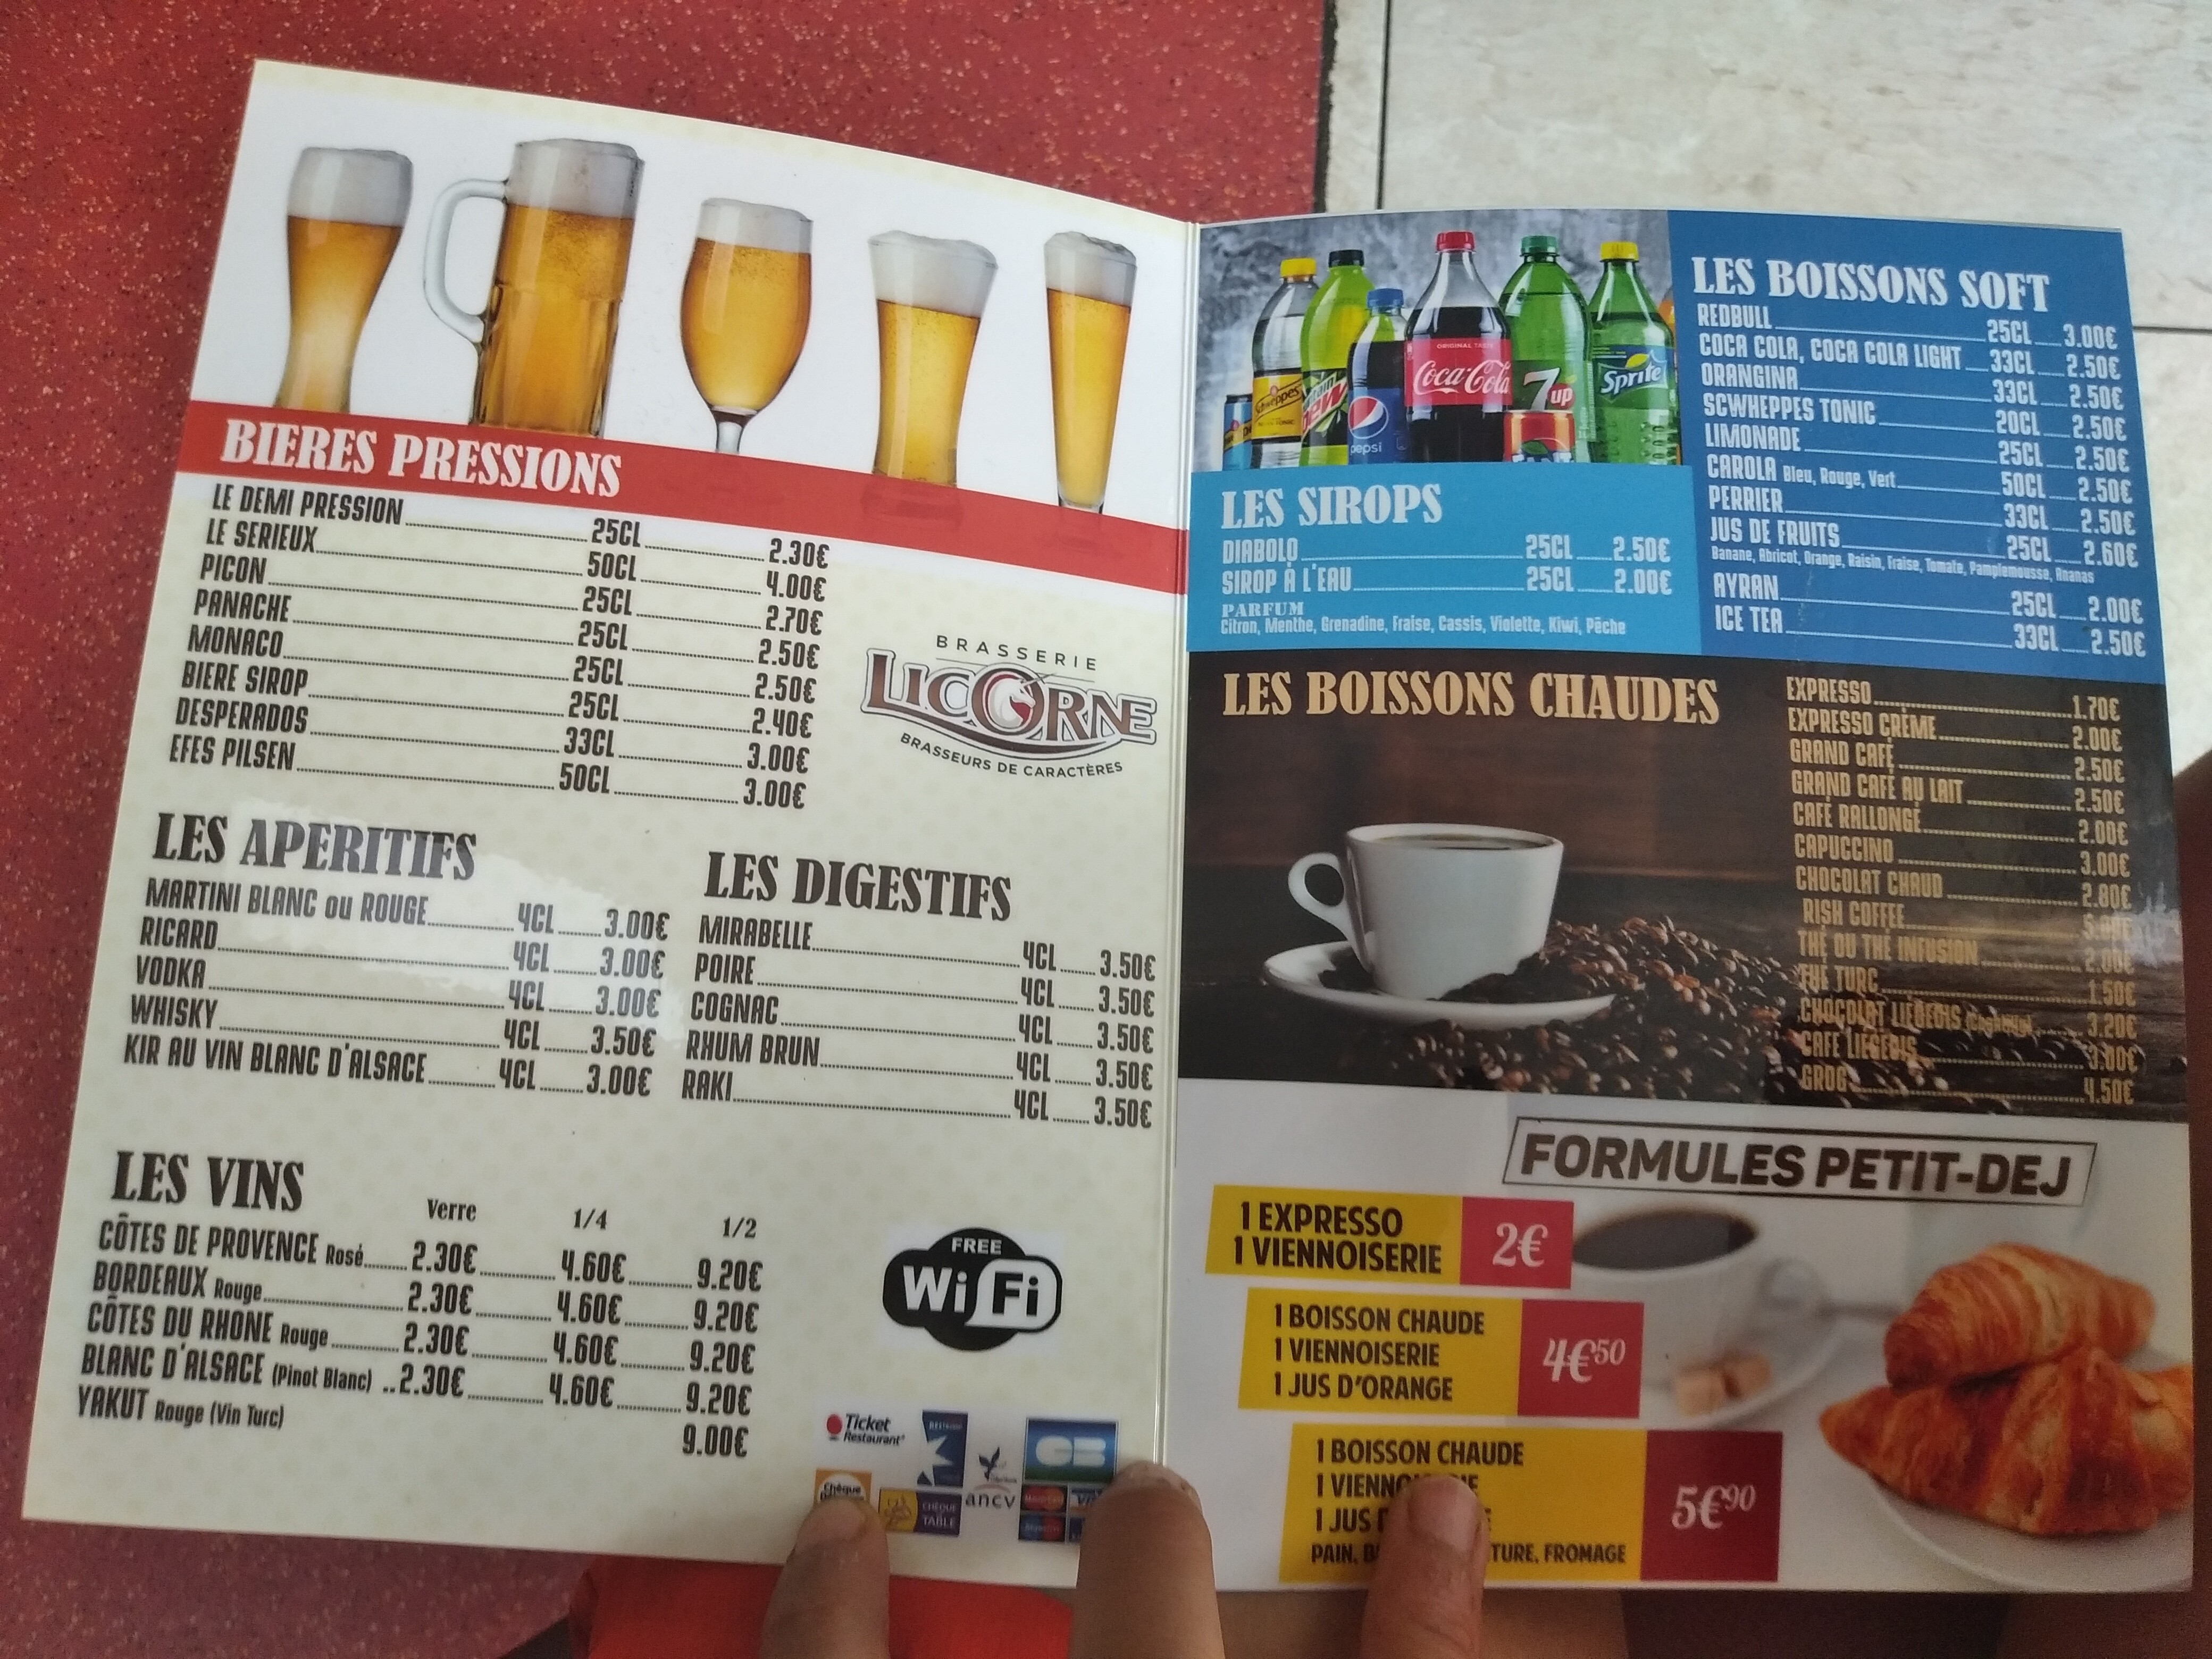 BIERES PRESSIONS
LE DEMI PRESSION 25CL 2.30€
LE SERIEUX 50CL 4.00€
PICON 25CL 2.70€
PANACHE 25CL 2.50€
MONACO 25CL 2.50€
BIERE SIROP 25CL 2.40€
DESPERADOS 33CL 3.00€
EFES PILSEN 50CL 3.00€
BRASSERIE
LICORNE
BRASSEURS DE CARACTÈRES
LES APERITIFS
MARTINI BLANC ou ROUGE 4CL 3.00€
RICARD 4CL 3.00€
VODKA 4CL 3.00€
WHISKY 4CL 3.50€
KIR AU VIN BLANC D'ALSACE 4CL 3.00€
LES DIGESTIFS
MIRABELLE 4CL 3.50€
POIRE 4CL 3.50€
COGNAC 4CL 3.50€
RHUM BRUN 4CL 3.50€
RAKI 4CL 3.50€
LES VINS
Verre 1/4 1/2
CÔTES DE PROVENCE Rosé 2.30€ 4.60€ 9.20€
BORDEAUX Rouge 2.30€ 4.60€ 9.20€
CÔTES DU RHONE Rouge 2.30€ 4.60€ 9.20€
BLANC D'ALSACE (Pinot Blanc) 2.30€ 4.60€ 9.20€
YAKUT Rouge (Vin Turc) 9.00€
FREE
WiFi
Ticket
Restaurant
CB
Chèque
CHÈQUE
TABLE
ancv
Schweppes
Dew
pepsi
ORIGINAL TASTE
Coca-Cola
7up
Sprite
LES BOISSONS SOFT
REDBULL 25CL 3.00€
COCA COLA, COCA COLA LIGHT 33CL 2.50€
ORANGINA 33CL 2.50€
SCWHEPPES TONIC 20CL 2.50€
LIMONADE 25CL 2.50€
CAROLA Bleu, Rouge, Vert 50CL 2.50€
PERRIER 33CL 2.50€
JUS DE FRUITS 25CL 2.60€
Banane, Abricot, Orange, Raisin, Fraise, Tomate, Pamplemousse, Ananas
AYRAN 25CL 2.00€
ICE TEA 33CL 2.50€
LES SIROPS
DIABOLO 25CL 2.50€
SIROP À L'EAU 25CL 2.00€
PARFUM
Citron, Menthe, Grenadine, Fraise, Cassis, Violette, Kiwi, Pêche
LES BOISSONS CHAUDES
EXPRESSO 1.70€
EXPRESSO CRÈME 2.00€
GRAND CAFÉ 2.50€
GRAND CAFÉ AU LAIT 2.50€
CAFÉ RALLONGÉ 2.00€
CAPUCCINO 3.00€
CHOCOLAT CHAUD 2.80€
RISH COFFEE
THÉ OU THÉ INFUSION 2.00€
THÉ TURC 1.50€
CHOCOLAT LIEGEOIS 3.20€
CAFE LIEGEOIS 3.00€
GROG 4.50€
FORMULES PETIT-DEJ
1 EXPRESSO
1 VIENNOISERIE
2€
1 BOISSON CHAUDE
1 VIENNOISERIE
1 JUS D'ORANGE
4€50
1 BOISSON CHAUDE
1
1 JUS
PAIN, FROMAGE
5€90